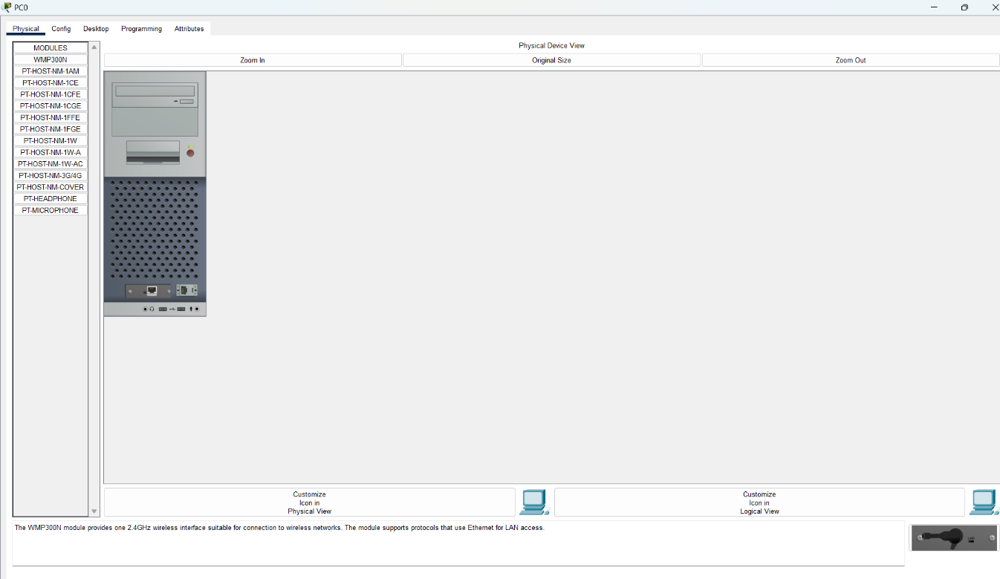 PC0
Physical Config Desktop Programming Attributes
MODULES
WMP300N
PT-HOST-NM-1AM
PT-HOST-NM-1CE
PT-HOST-NM-1CFE
PT-HOST-NM-1CGE
PT-HOST-NM-1FFE
PT-HOST-NM-1FGE
PT-HOST-NM-1W
PT-HOST-NM-1W-A
PT-HOST-NM-1W-AC
PT-HOST-NM-3G/4G
PT-HOST-NM-COVER
PT-HEADPHONE
PT-MICROPHONE
Physical Device View
Zoom In Original Size Zoom Out
Customize
Icon in
Physical View
Customize
Icon in
Logical View
The WMP300N module provides one 2.4GHz wireless interface suitable for connection to wireless networks. The module supports protocols that use Ethernet for LAN access.
LINK